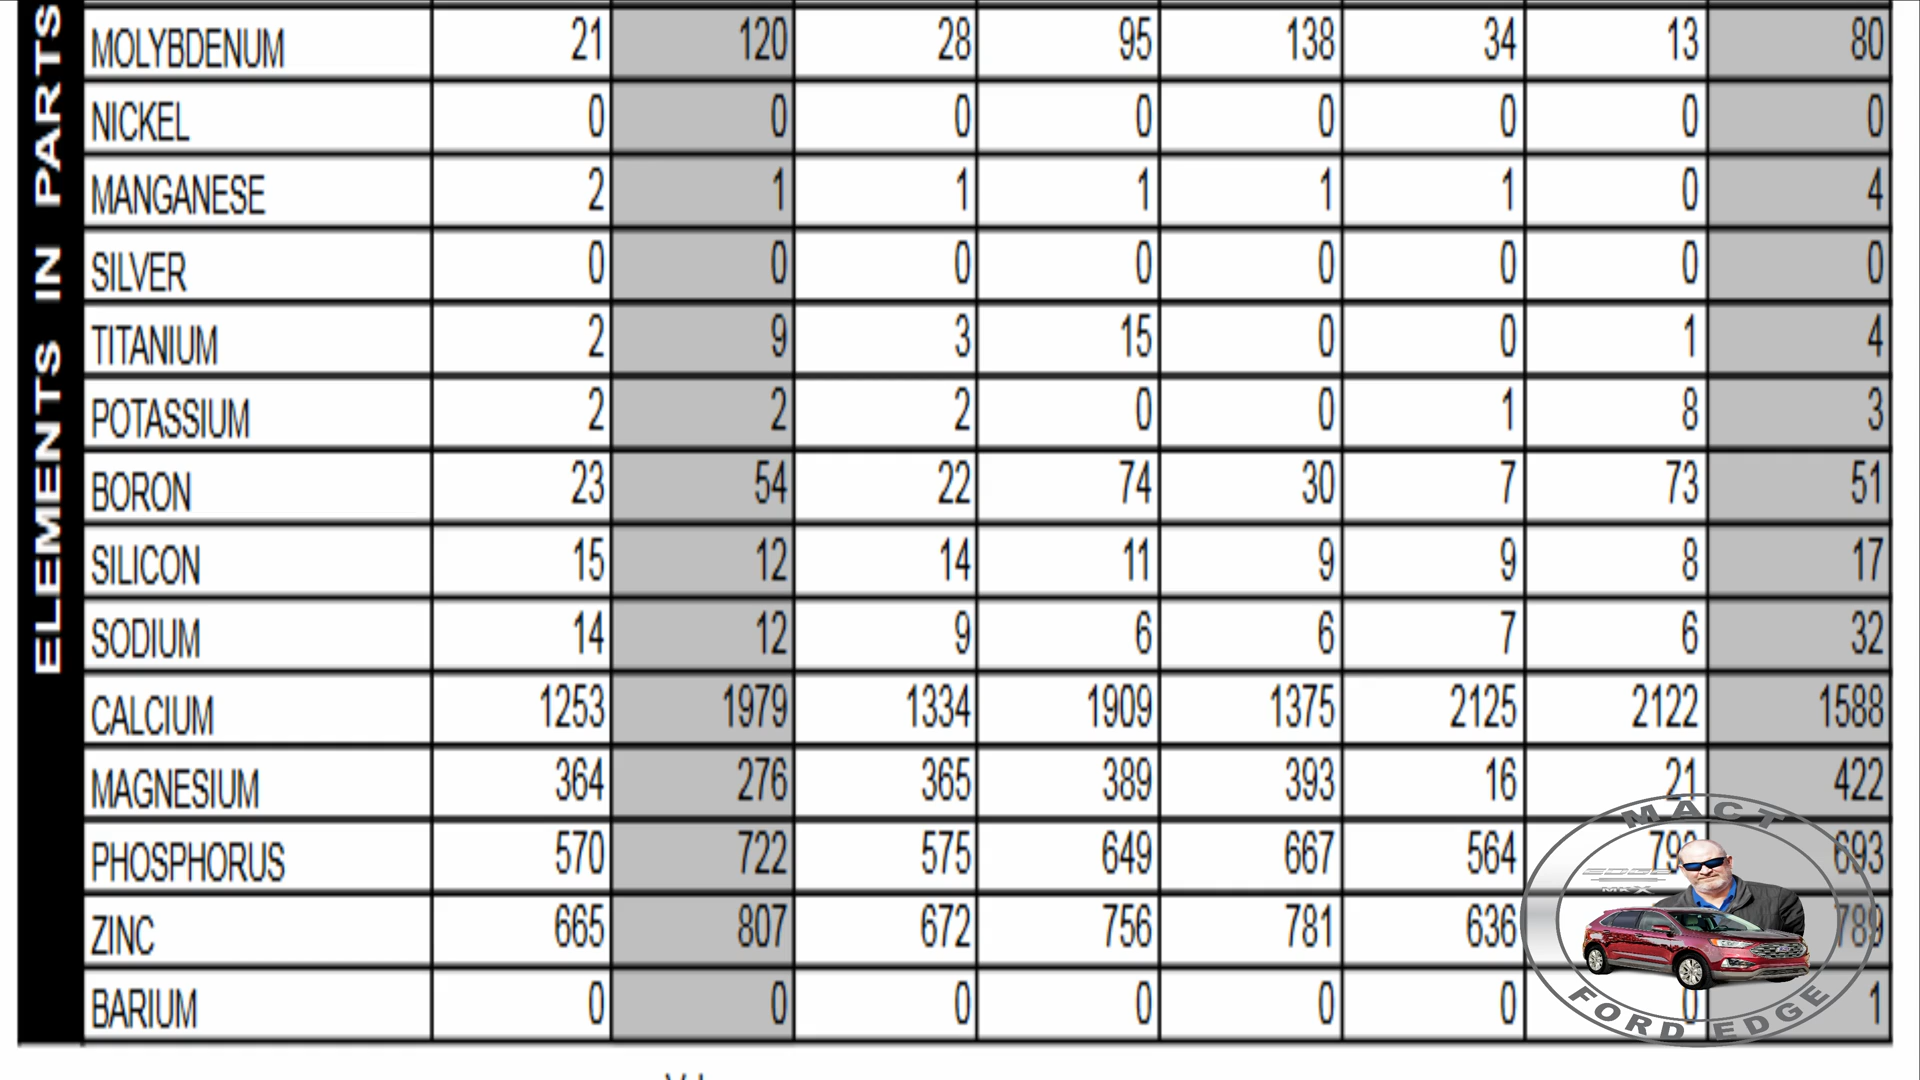 ELEMENTS IN PARTS
MOLYBDENUM 21 120 28 95 138 34 13 80
NICKEL 0 0 0 0 0 0 0 0
MANGANESE 2 1 1 1 1 1 0 4
SILVER 0 0 0 0 0 0 0 0
TITANIUM 2 9 3 15 0 0 1 4
POTASSIUM 2 2 2 0 0 1 8 3
BORON 23 54 22 74 30 7 73 51
SILICON 15 12 14 11 9 9 8 17
SODIUM 14 12 9 6 6 7 6 32
CALCIUM 1253 1979 1334 1909 1375 2125 2122 1588
MAGNESIUM 364 276 365 389 393 16 21 422
PHOSPHORUS 570 722 575 649 667 564 693
ZINC 665 807 672 756 781 636 789
BARIUM 0 0 0 0 0 0 0 1
MACT
EDGE
FORD EDGE